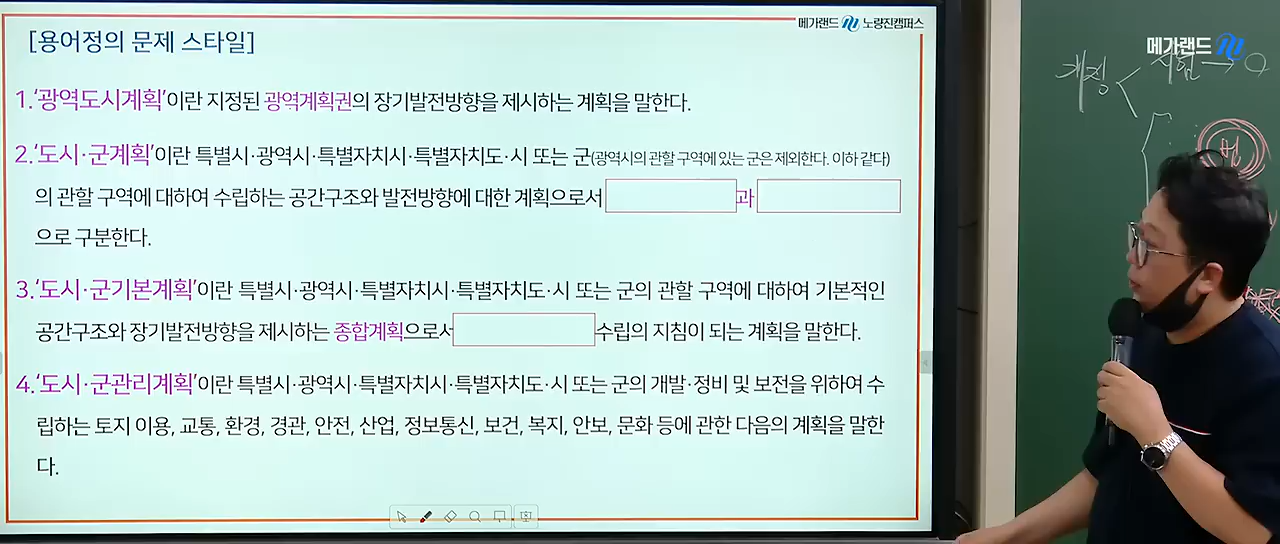 메가랜드 노량진캠퍼스
[용어정의 문제 스타일]
1.‘광역도시계획’이란 지정된 광역계획권의 장기발전방향을 제시하는 계획을 말한다.
2.‘도시·군계획’이란 특별시·광역시·특별자치시·특별자치도·시 또는 군(광역시의 관할 구역에 있는 군은 제외한다. 이하 같다)
의 관할 구역에 대하여 수립하는 공간구조와 발전방향에 대한 계획으로서 과
으로 구분한다.
3.‘도시·군기본계획’이란 특별시·광역시·특별자치시·특별자치도·시 또는 군의 관할 구역에 대하여 기본적인
공간구조와 장기발전방향을 제시하는 종합계획으로서 수립의 지침이 되는 계획을 말한다.
4.‘도시·군관리계획’이란 특별시·광역시·특별자치시·특별자치도·시 또는 군의 개발·정비 및 보전을 위하여 수
립하는 토지 이용, 교통, 환경, 경관, 안전, 산업, 정보통신, 보건, 복지, 안보, 문화 등에 관한 다음의 계획을 말한
다.
메가랜드
개정